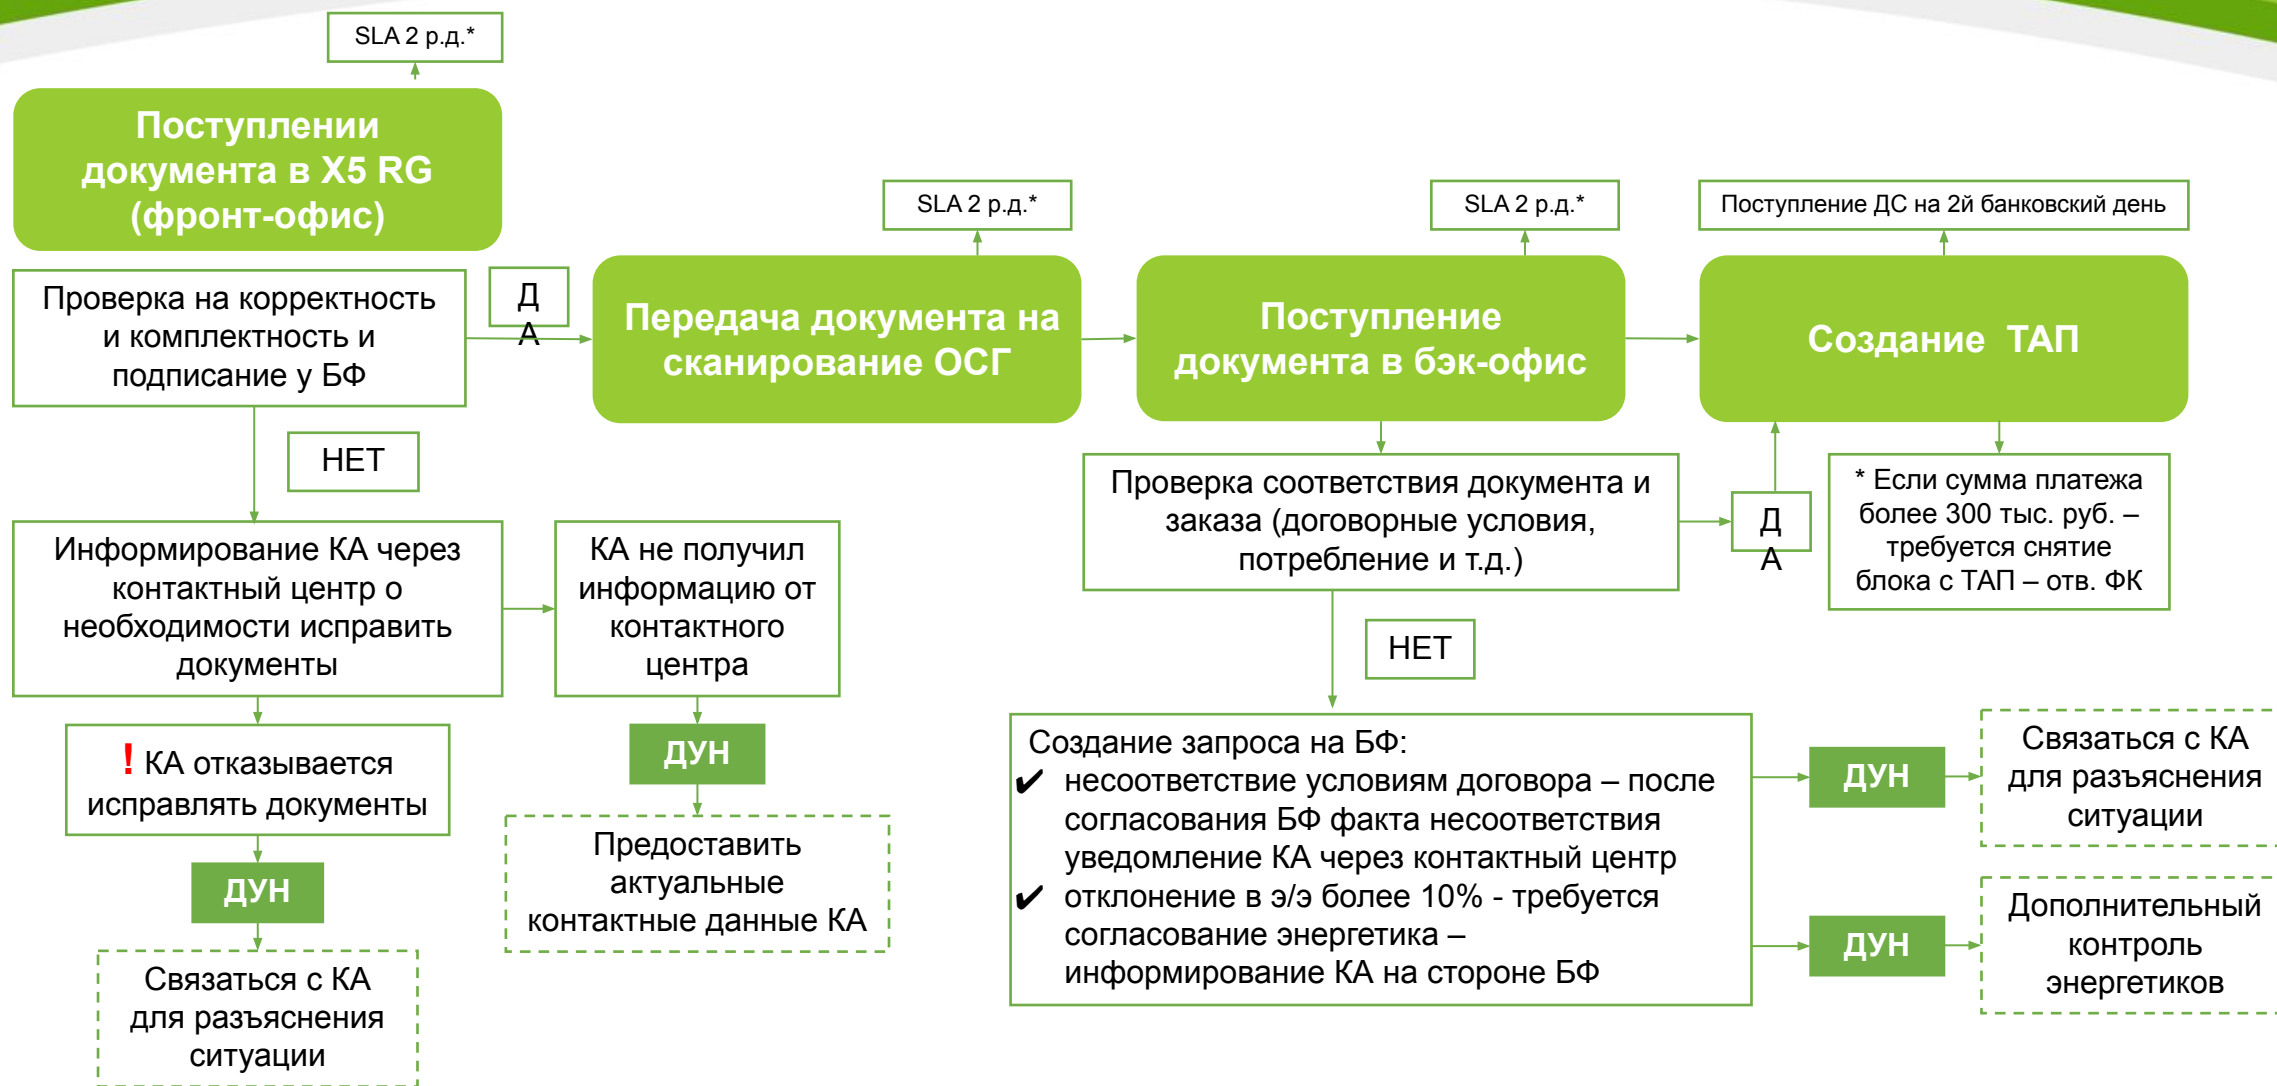 SLA 2 р.д.*
Поступлении
документа в X5 RG
(фронт-офис)
Проверка на корректность
и комплектность и
подписание у БФ
Д
А
НЕТ
Информирование КА через
контактный центр о
необходимости исправить
документы
КА не получил
информацию от
контактного
центра
! КА отказывается
исправлять документы
ДУН
Связаться с КА
для разъяснения
ситуации
ДУН
Предоставить
актуальные
контактные данные КА
SLA 2 р.д.*
Передача документа на
сканирование ОСГ
SLA 2 р.д.*
Поступление
документа в бэк-офис
Поступление ДС на 2й банковский день
Создание ТАП
Проверка соответствия документа и
заказа (договорные условия,
потребление и т.д.)
Д
А
* Если сумма платежа
более 300 тыс. руб. –
требуется снятие
блока с ТАП – отв. ФК
НЕТ
Создание запроса на БФ:
✔ несоответствие условиям договора – после
согласования БФ факта несоответствия
уведомление КА через контактный центр
✔ отклонение в э/э более 10% - требуется
согласование энергетика –
информирование КА на стороне БФ
ДУН
Связаться с КА
для разъяснения
ситуации
ДУН
Дополнительный
контроль
энергетиков